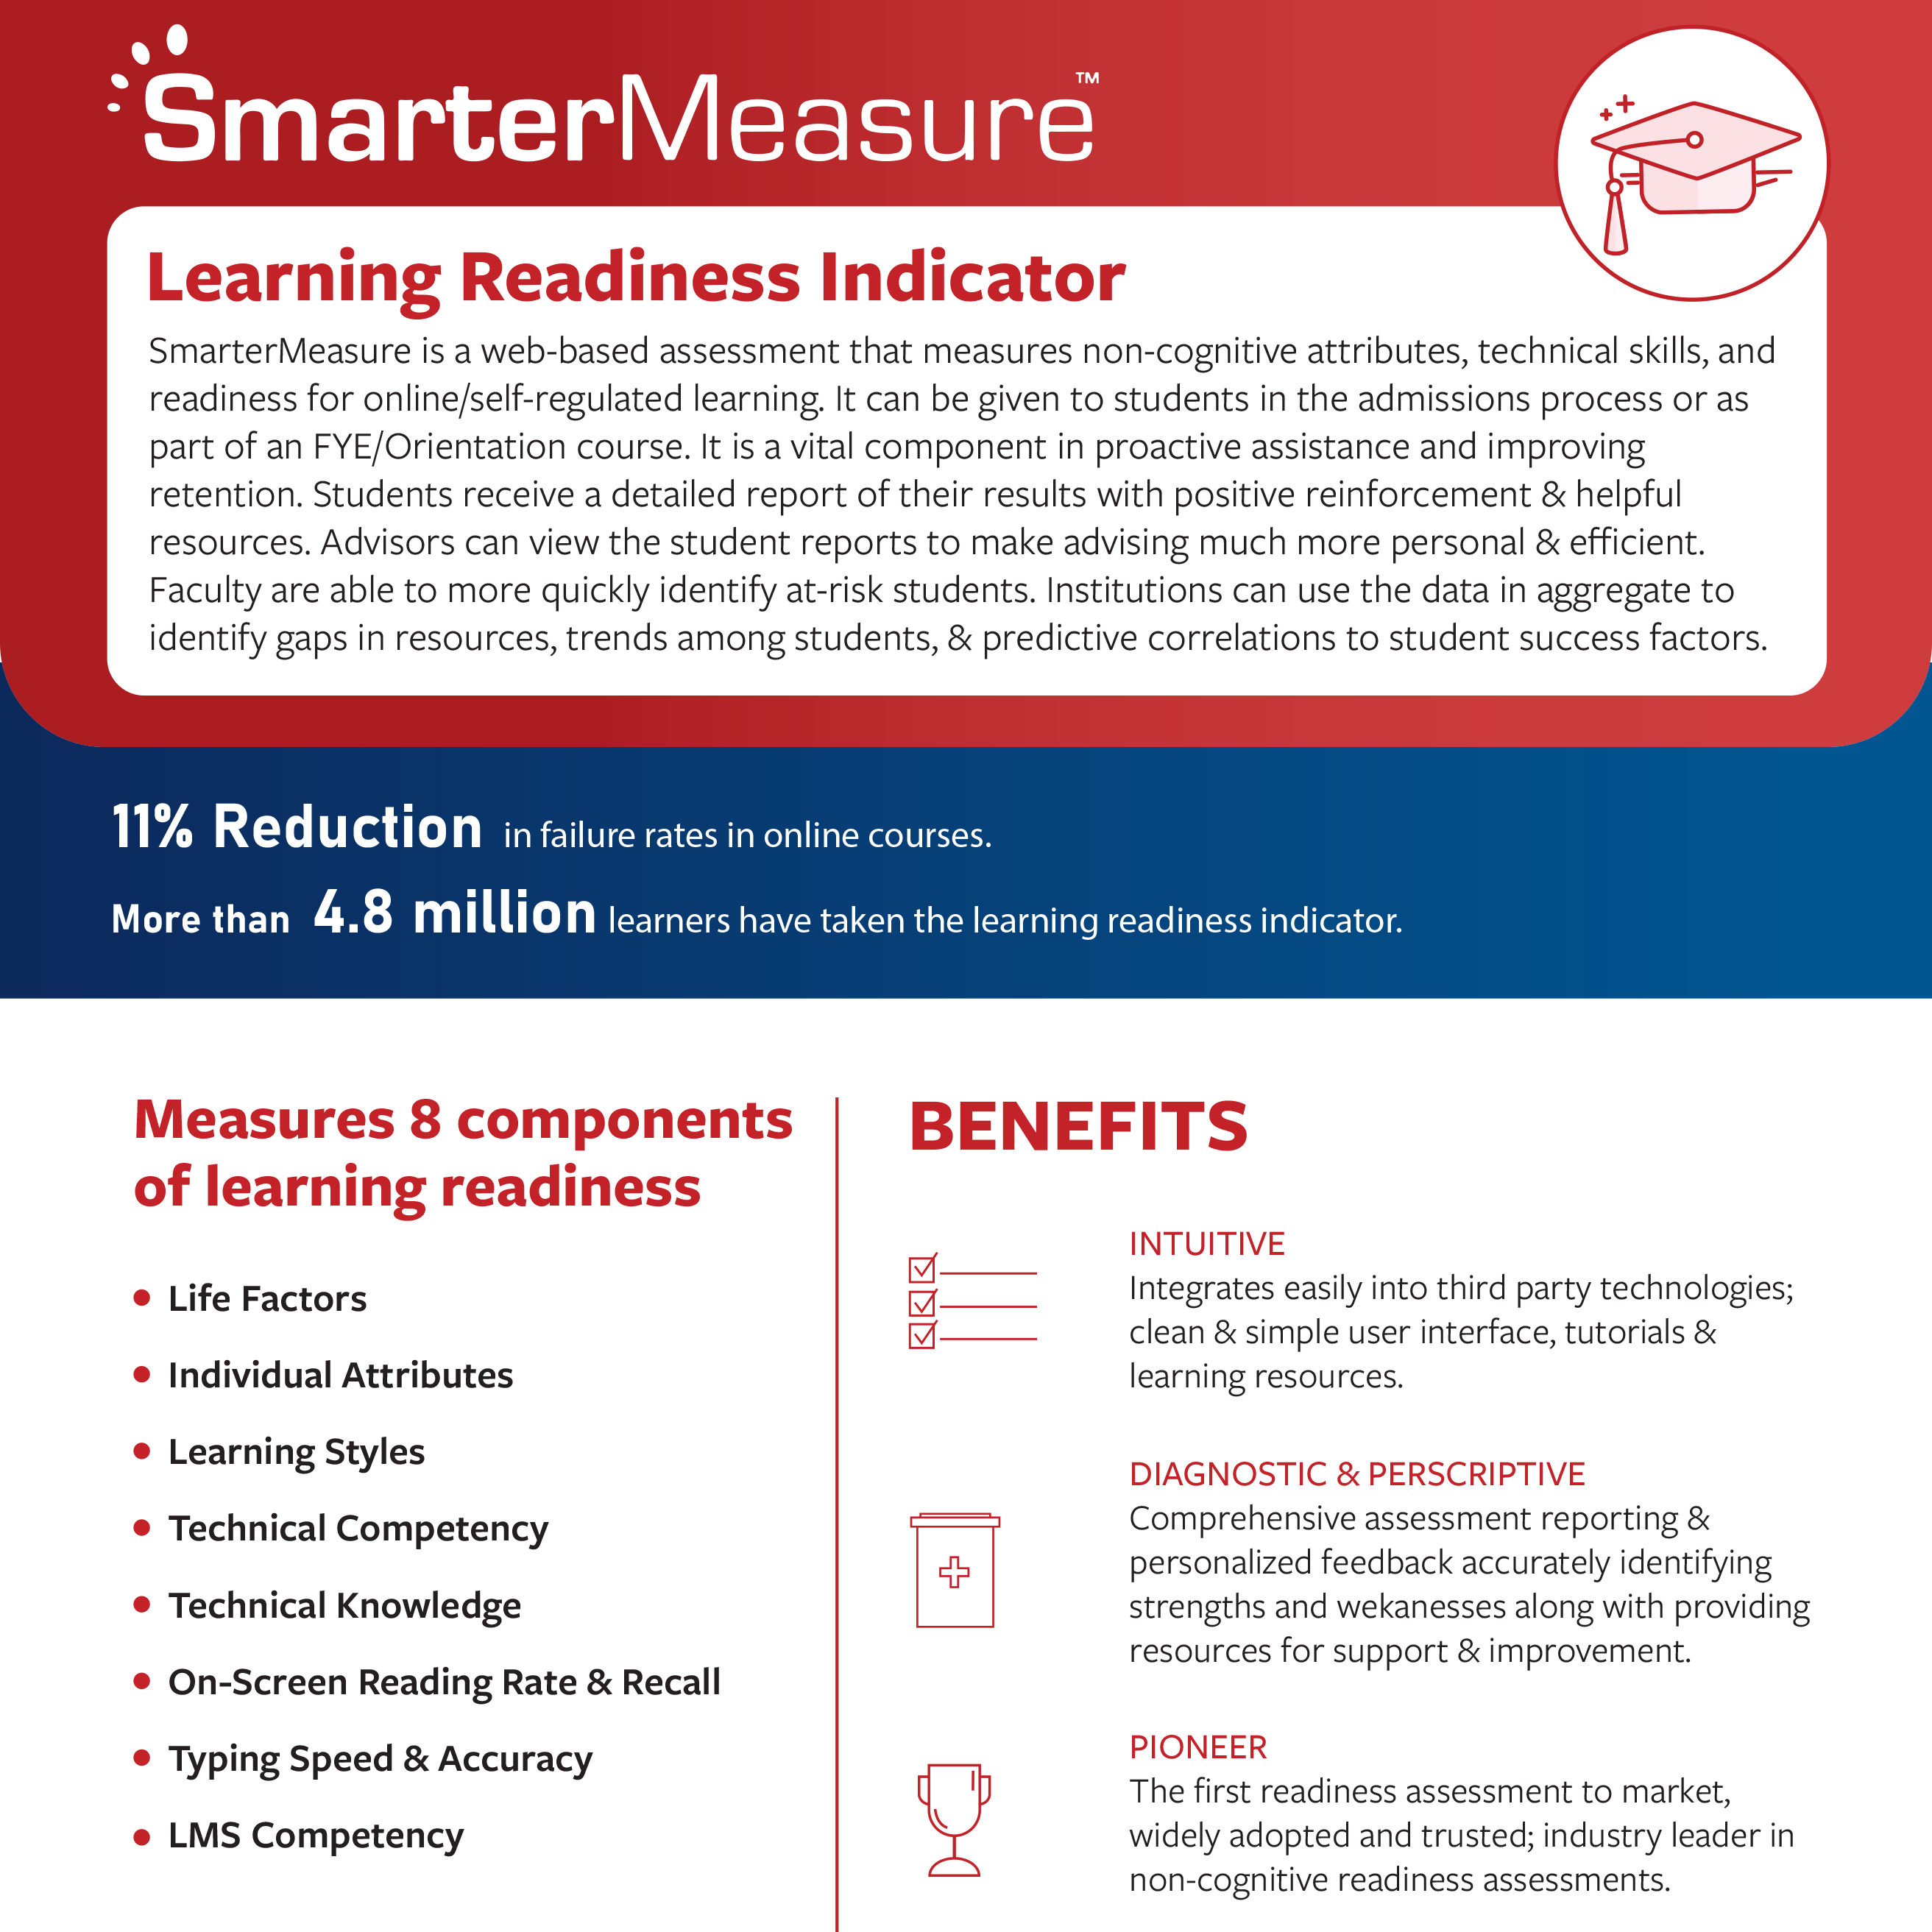 SmarterMeasure™
Learning Readiness Indicator
SmarterMeasure is a web-based assessment that measures non-cognitive attributes, technical skills, and
readiness for online/self-regulated learning. It can be given to students in the admissions process or as
part of an FYE/Orientation course. It is a vital component in proactive assistance and improving
retention. Students receive a detailed report of their results with positive reinforcement & helpful
resources. Advisors can view the student reports to make advising much more personal & efficient.
Faculty are able to more quickly identify at-risk students. Institutions can use the data in aggregate to
identify gaps in resources, trends among students, & predictive correlations to student success factors.
11% Reduction in failure rates in online courses.
More than 4.8 million learners have taken the learning readiness indicator.
Measures 8 components
of learning readiness
• Life Factors
• Individual Attributes
• Learning Styles
• Technical Competency
• Technical Knowledge
• On-Screen Reading Rate & Recall
• Typing Speed & Accuracy
• LMS Competency
BENEFITS
INTUITIVE
Integrates easily into third party technologies;
clean & simple user interface, tutorials &
learning resources.
DIAGNOSTIC & PERSCRIPTIVE
Comprehensive assessment reporting &
personalized feedback accurately identifying
strengths and wekanesses along with providing
resources for support & improvement.
PIONEER
The first readiness assessment to market,
widely adopted and trusted; industry leader in
non-cognitive readiness assessments.